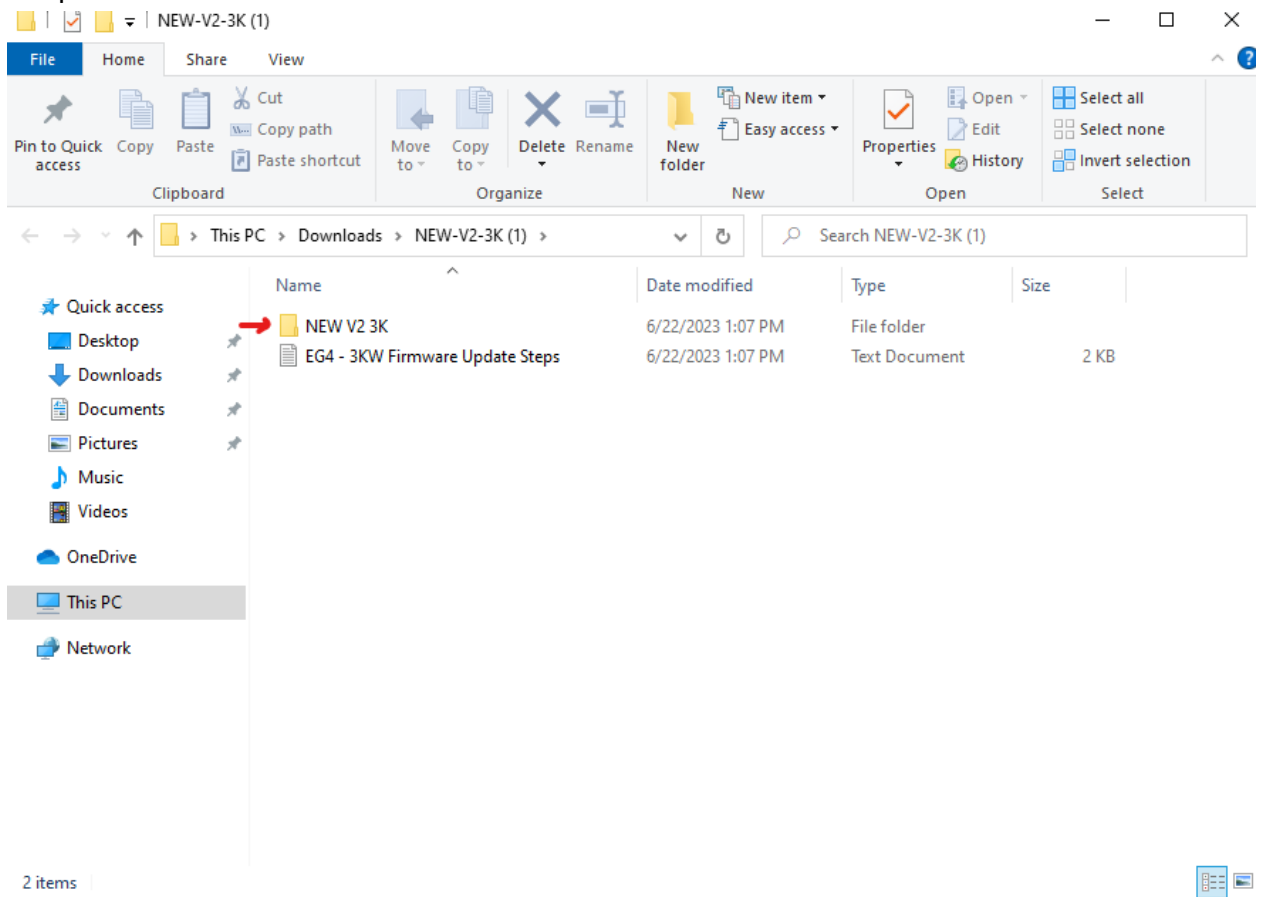 NEW-V2-3K (1)
File Home Share View
Pin to Quick access
Copy
Paste
Cut
Copy path
Paste shortcut
Clipboard
Move to
Copy to
Delete
Rename
Organize
New folder
New item
Easy access
New
Properties
Open
Edit
History
Open
Select all
Select none
Invert selection
Select
This PC > Downloads > NEW-V2-3K (1) >
Search NEW-V2-3K (1)
Quick access
Desktop
Downloads
Documents
Pictures
Music
Videos
OneDrive
This PC
Network
Name Date modified Type Size
NEW V2 3K 6/22/2023 1:07 PM File folder
EG4 - 3KW Firmware Update Steps 6/22/2023 1:07 PM Text Document 2 KB
2 items